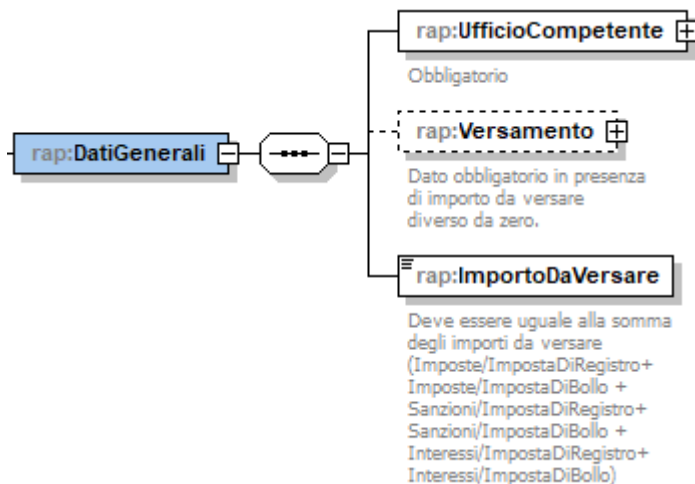 rap:UfficioCompetente
Obbligatorio
rap:DatiGenerali
rap:Versamento
Dato obbligatorio in presenza
di importo da versare
diverso da zero.
rap:ImportoDaVersare
Deve essere uguale alla somma
degli importi da versare
(Imposte/ImpostaDiRegistro+
Imposte/ImpostaDiBollo +
Sanzioni/ImpostaDiRegistro+
Sanzioni/ImpostaDiBollo +
Interessi/ImpostaDiRegistro+
Interessi/ImpostaDiBollo)